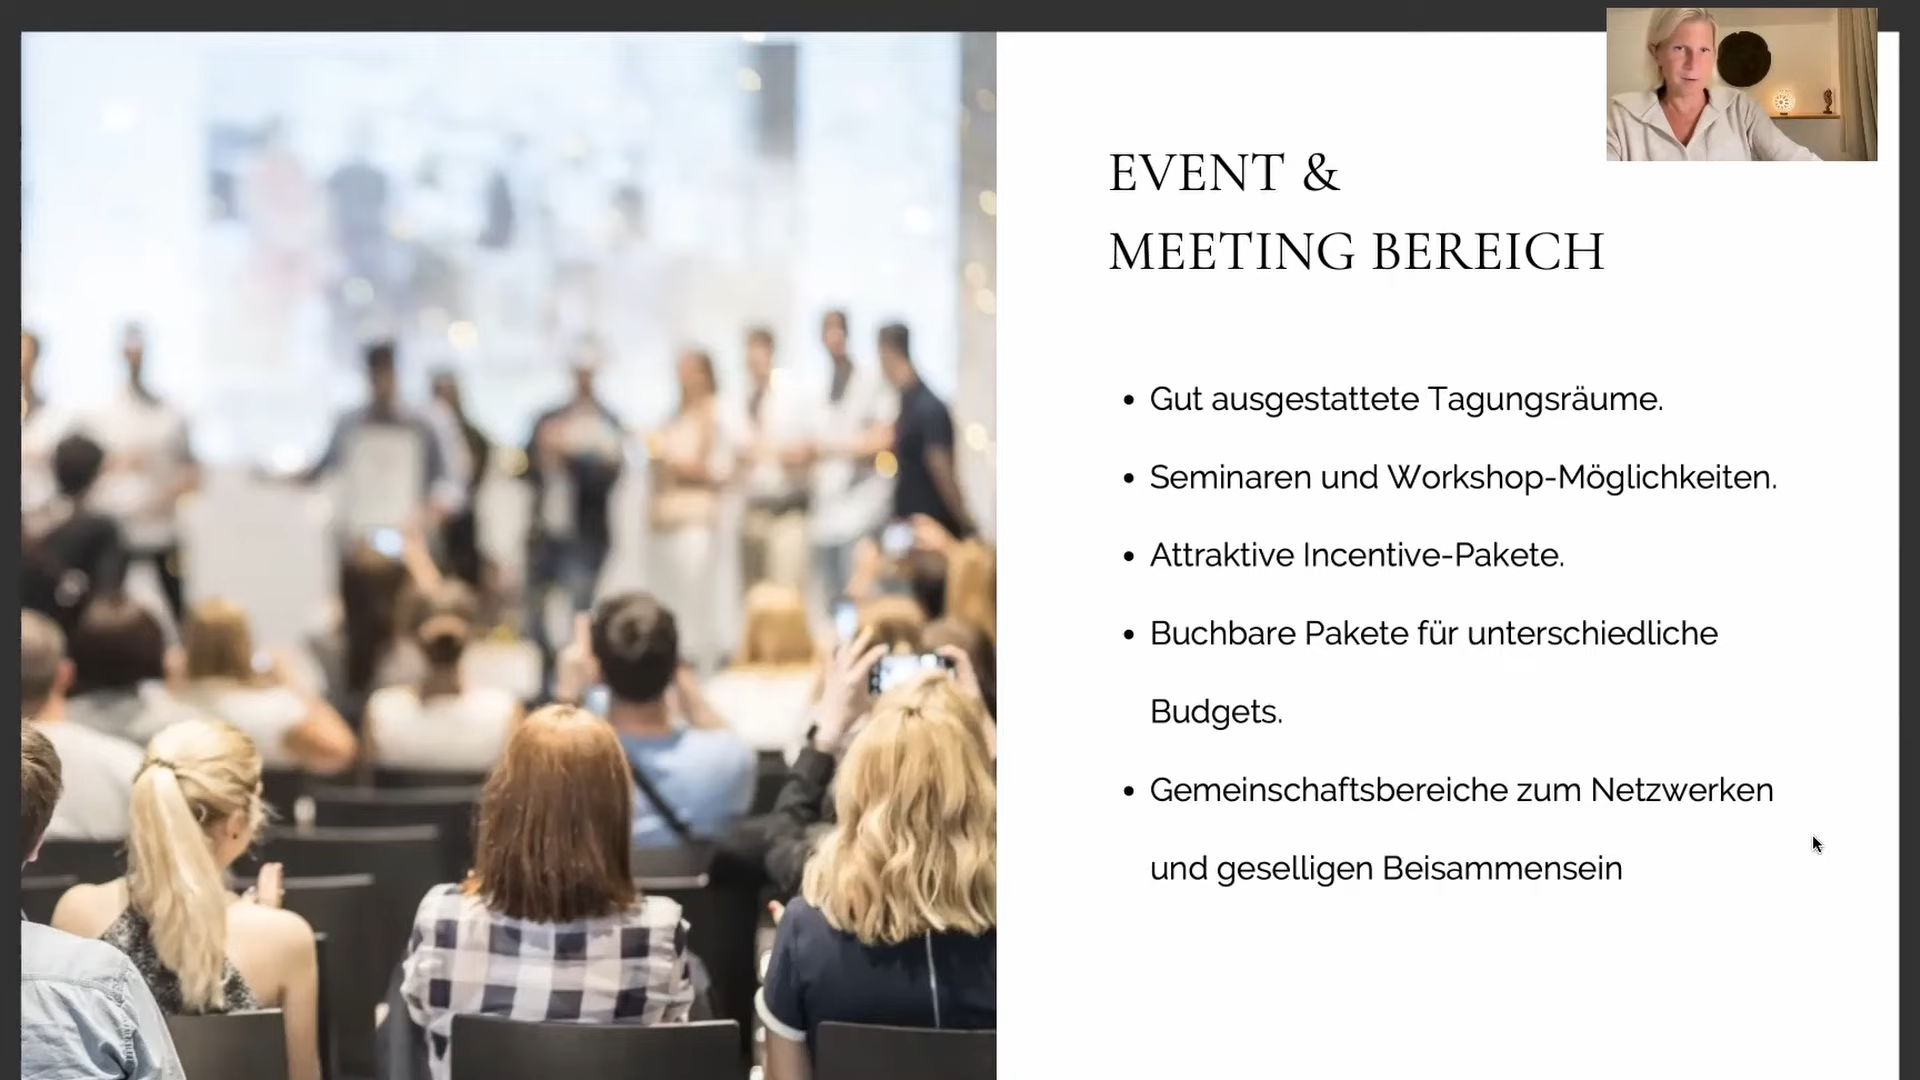 EVENT &
MEETING BEREICH
• Gut ausgestattete Tagungsräume.
• Seminaren und Workshop-Möglichkeiten.
• Attraktive Incentive-Pakete.
• Buchbare Pakete für unterschiedliche
Budgets.
• Gemeinschaftsbereiche zum Netzwerken
und geselligen Beisammensein